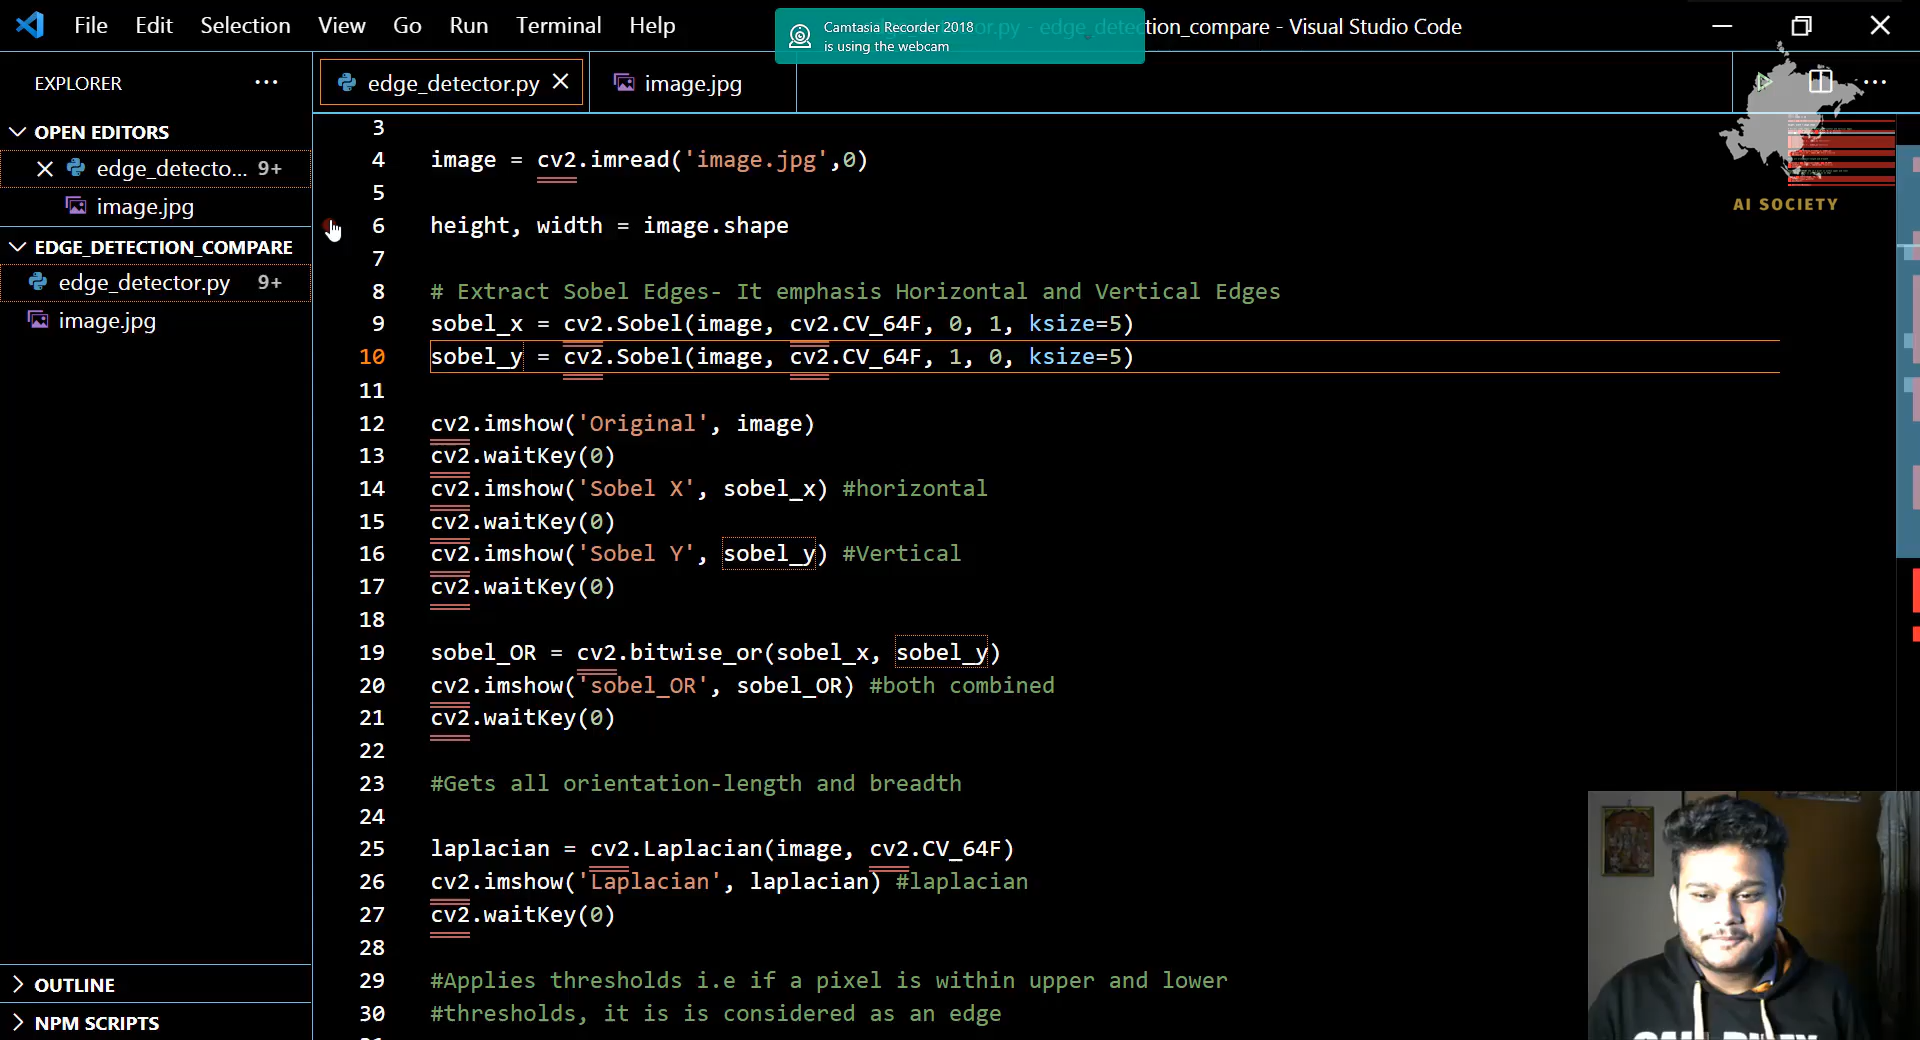 File Edit Selection View Go Run Terminal Help
Camtasia Recorder 2018
is using the webcam
edge_detection_compare - Visual Studio Code
EXPLORER
edge_detector.py
image.jpg
OPEN EDITORS
edge_detecto... 9+
image.jpg
EDGE_DETECTION_COMPARE
edge_detector.py 9+
image.jpg
OUTLINE
NPM SCRIPTS
AI SOCIETY
3
4 image = cv2.imread('image.jpg',0)
5
6 height, width = image.shape
7
8 # Extract Sobel Edges- It emphasis Horizontal and Vertical Edges
9 sobel_x = cv2.Sobel(image, cv2.CV_64F, 0, 1, ksize=5)
10 sobel_y = cv2.Sobel(image, cv2.CV_64F, 1, 0, ksize=5)
11
12 cv2.imshow('Original', image)
13 cv2.waitKey(0)
14 cv2.imshow('Sobel X', sobel_x) #horizontal
15 cv2.waitKey(0)
16 cv2.imshow('Sobel Y', sobel_y) #Vertical
17 cv2.waitKey(0)
18
19 sobel_OR = cv2.bitwise_or(sobel_x, sobel_y)
20 cv2.imshow('sobel_OR', sobel_OR) #both combined
21 cv2.waitKey(0)
22
23 #Gets all orientation-length and breadth
24
25 laplacian = cv2.Laplacian(image, cv2.CV_64F)
26 cv2.imshow('Laplacian', laplacian) #laplacian
27 cv2.waitKey(0)
28
29 #Applies thresholds i.e if a pixel is within upper and lower
30 #thresholds, it is is considered as an edge